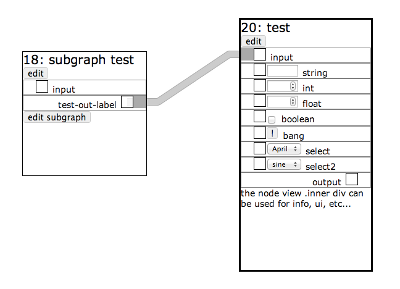 18: subgraph test
edit
input
test-out-label
edit subgraph
20: test
edit
input
string
int
float
boolean
! bang
April select
sine select2
output
the node view .inner div can
be used for info, ui, etc...